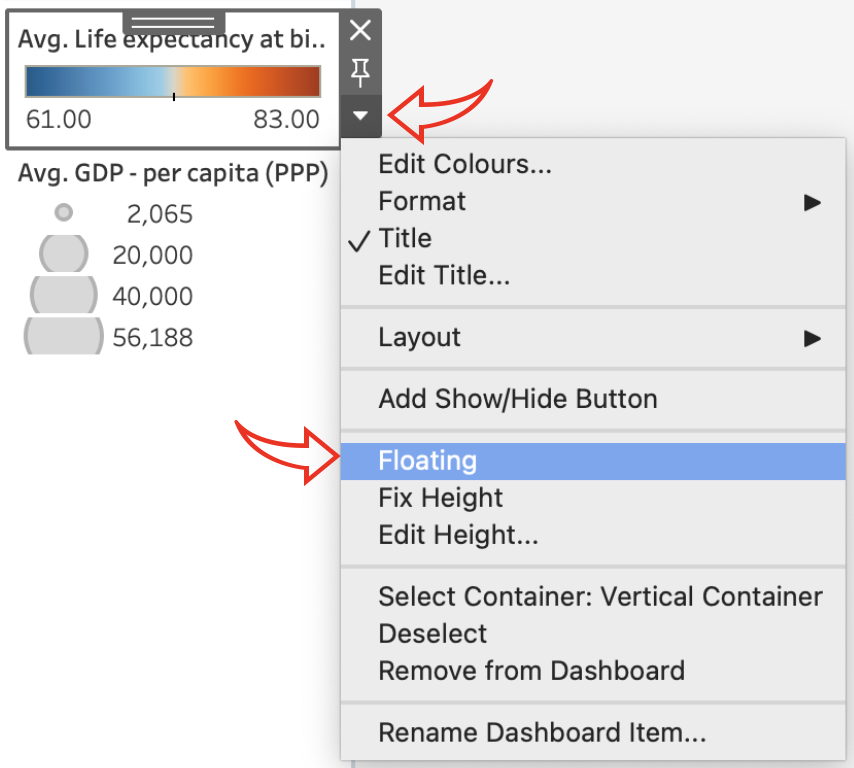 Avg. Life expectancy at bi..
61.00 83.00
Avg. GDP - per capita (PPP)
2,065
20,000
40,000
56,188
Edit Colours...
Format
Title
Edit Title...
Layout
Add Show/Hide Button
Floating
Fix Height
Edit Height...
Select Container: Vertical Container
Deselect
Remove from Dashboard
Rename Dashboard Item...